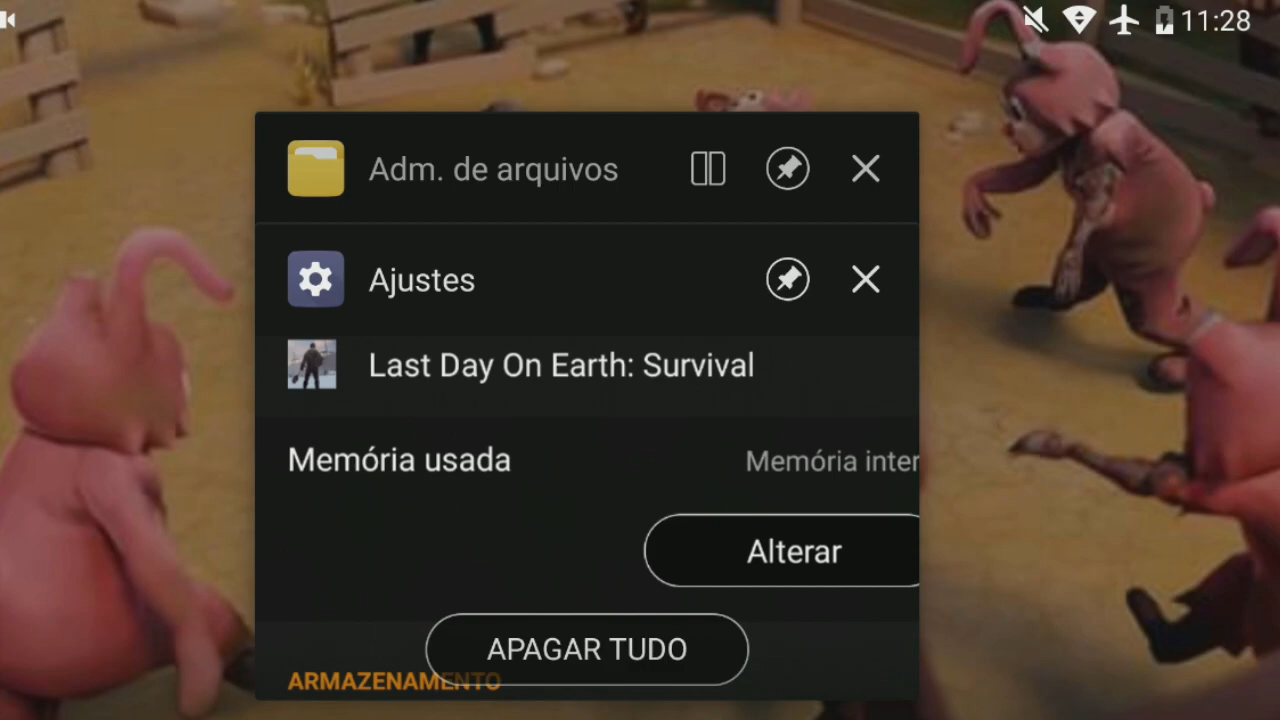 11:28
Adm. de arquivos
Ajustes
Last Day On Earth: Survival
Memória usada
Memória inter
Alterar
APAGAR TUDO
ARMAZENAMENTO